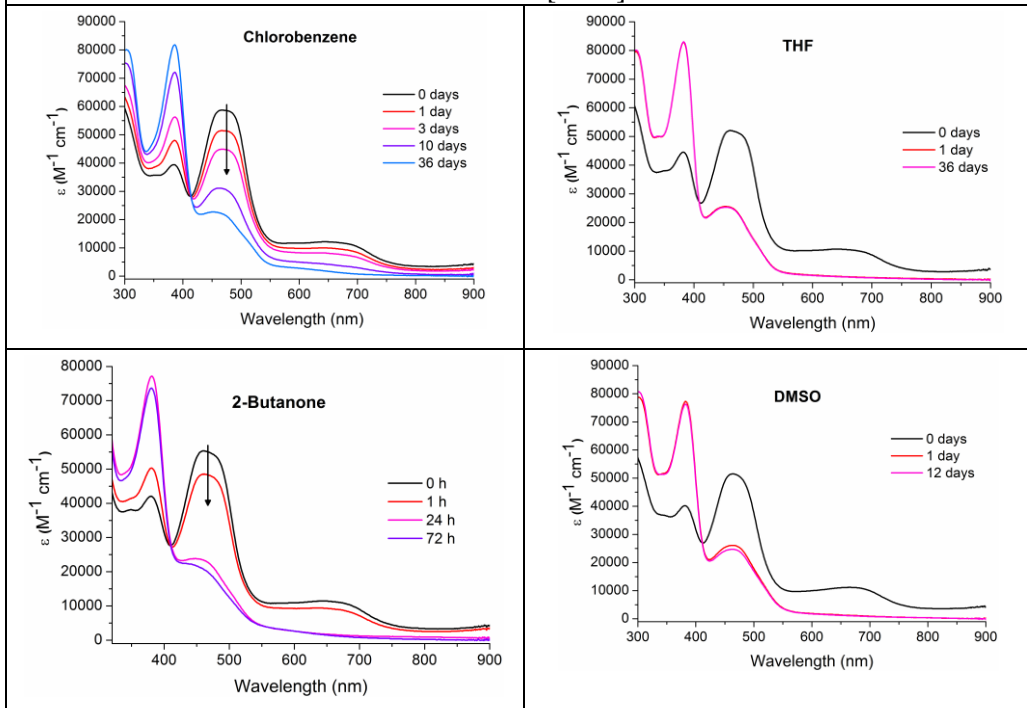 Chlorobenzene
90000
80000
70000
60000
50000
40000
30000
20000
10000
0
ε (M⁻¹ cm⁻¹)
0 days
1 day
3 days
10 days
36 days
300 400 500 600 700 800 900
Wavelength (nm)
THF
90000
80000
70000
60000
50000
40000
30000
20000
10000
0
ε (M⁻¹ cm⁻¹)
0 days
1 day
36 days
300 400 500 600 700 800 900
Wavelength (nm)
2-Butanone
80000
70000
60000
50000
40000
30000
20000
10000
0
ε (M⁻¹ cm⁻¹)
0 h
1 h
24 h
72 h
400 500 600 700 800 900
Wavelength (nm)
DMSO
90000
80000
70000
60000
50000
40000
30000
20000
10000
0
ε (M⁻¹ cm⁻¹)
0 days
1 day
12 days
300 400 500 600 700 800 900
Wavelength (nm)